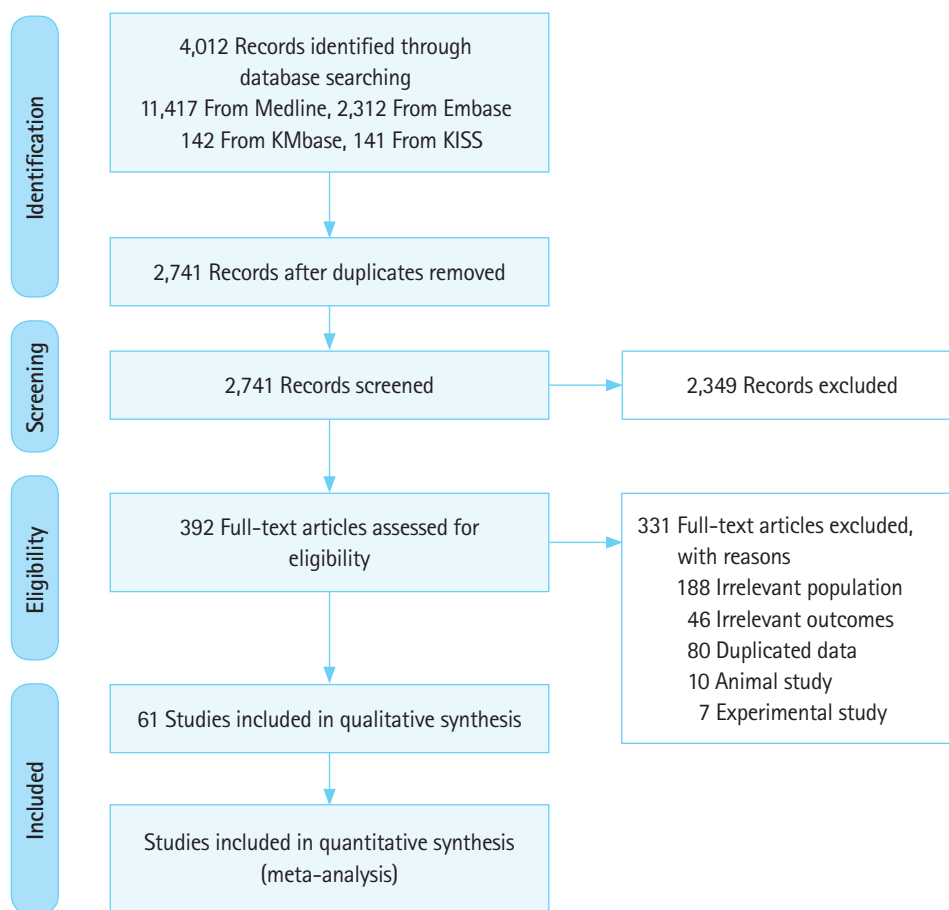 Identification
4,012 Records identified through
database searching
11,417 From Medline, 2,312 From Embase
142 From KMbase, 141 From KISS
2,741 Records after duplicates removed
Screening
2,741 Records screened
2,349 Records excluded
Eligibility
392 Full-text articles assessed for
eligibility
331 Full-text articles excluded,
with reasons
188 Irrelevant population
46 Irrelevant outcomes
80 Duplicated data
10 Animal study
7 Experimental study
Included
61 Studies included in qualitative synthesis
Studies included in quantitative synthesis
(meta-analysis)